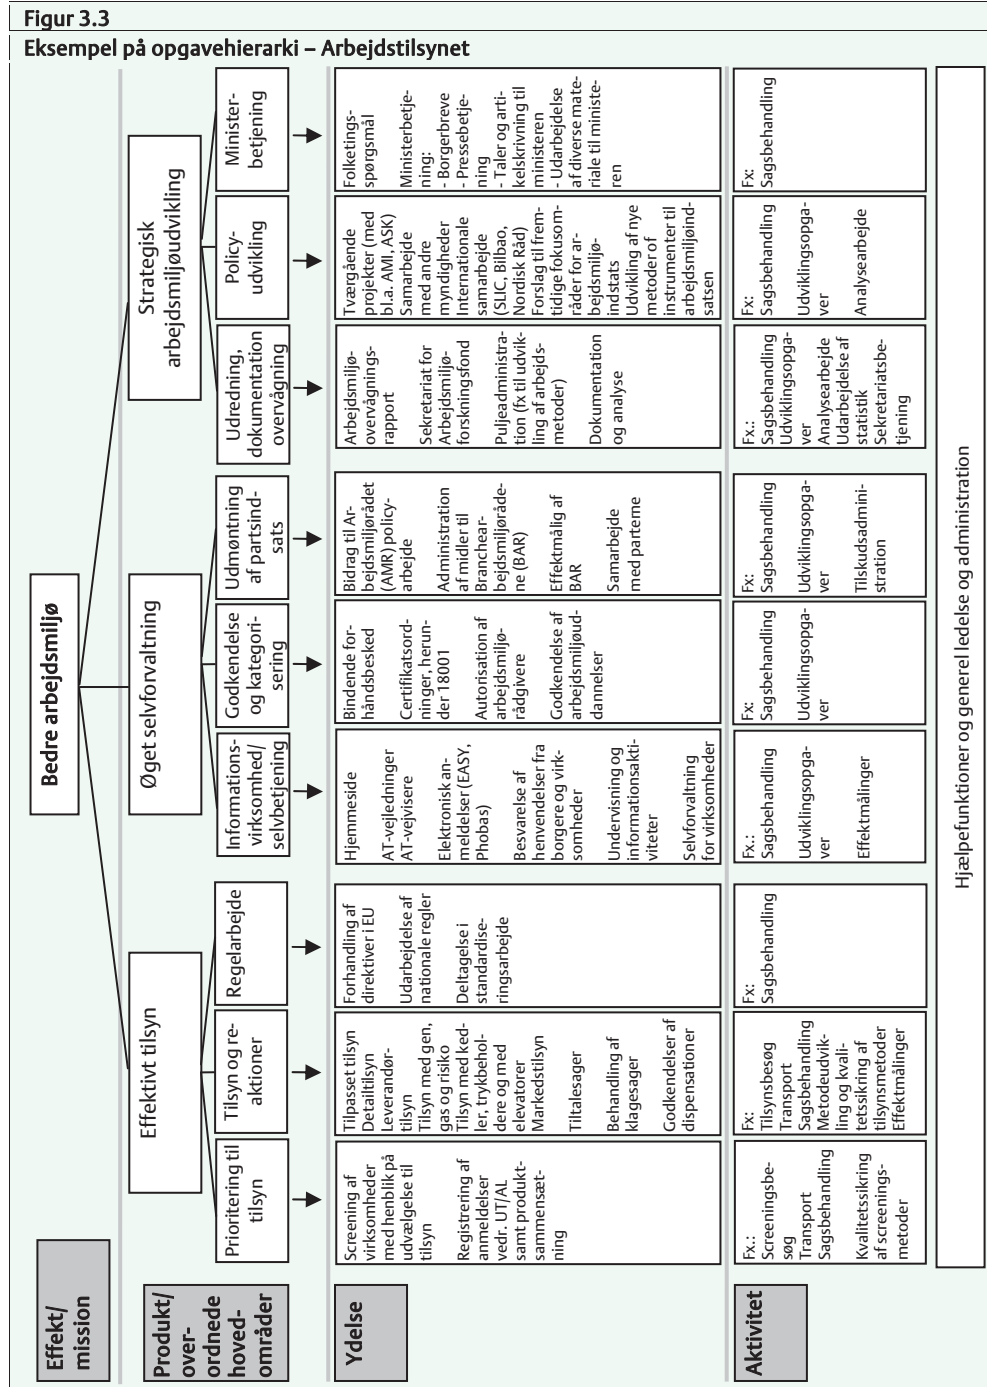 Figur 3.3
Eksempel på opgavehierarki – Arbejdstilsynet
Effekt/
mission
Bedre arbejdsmiljø
Produkt/
over-
ordnede
hoved-
områder
Effektivt tilsyn
Øget selvforvaltning
Strategisk
arbejdsmiljøudvikling
Prioritering til
tilsyn
Tilsyn og re-
aktioner
Regelarbejde
Informations-
virksomhed/
selvbetjening
Godkendelse
og kategori-
sering
Udmøntning
af partsind-
sats
Udredning,
dokumentation
overvågning
Policy-
udvikling
Minister-
betjening
Ydelse
Screening af
virksomheder
med henblik på
udvælgelse til
tilsyn
Registrering af
anmeldelser
vedr. UT/AL
samt produkt-
sammensæt-
ning
Tilpasset tilsyn
Detailtilsyn
Leverandør-
tilsyn
Tilsyn med gen,
gas og risiko
Tilsyn med ked-
ler, trykbehol-
dere og med
elevatorer
Markedstilsyn
Tiltalesager
Behandling af
klagesager
Godkendelser af
dispensationer
Forhandling af
direktiver i EU
Udarbejdelse af
nationale regler
Deltagelse i
standardise-
ringsarbejde
Hjemmeside
AT-vejledninger
AT-vejvisere
Elektronisk an-
meldelser (EASY,
Phobas)
Besvarelse af
henvendelser fra
borgere og virk-
somheder
Undervisning og
informationsakti-
viteter
Selvforvaltning
for virksomheder
Bindende for-
håndsbesked
Certifikatsord-
ninger, herun-
der 18001
Autorisation af
arbejdsmiljø-
rådgivere
Godkendelse af
arbejdsmiljøud-
dannelser
Bidrag til Ar-
bejdsmiljørådet
(AMR) policy-
arbejde
Administration
af midler til
Branchear-
bejdsmiljøråde-
ne (BAR)
Effektmålig af
BAR
Samarbejde
med parterne
Arbejdsmiljø-
overvågnings-
rapport
Sekretariat for
Arbejdsmiljø-
forskningsfond
Puljeadministra-
tion (fx til udvik-
ling af arbejds-
metoder)
Dokumentation
og analyse
Tværgående
projekter (med
bl.a. AMI, ASK)
Samarbejde
med andre
myndigheder
Internationale
samarbejde
(SLIC, Bilbao,
Nordisk Råd)
Forslag til frem-
tidige fokusom-
råder for ar-
bejdsmiljø-
indstats
Udvikling af nye
metoder of
instrumenter til
arbejdsmiljøind-
satsen
Folketings-
spørgsmål
Ministerbetje-
ning:
- Borgerbreve
- Pressebetje-
ning
- Taler og arti-
kelskrivning til
ministeren
- Udarbejdelse
af diverse mate-
riale til ministe-
ren
Aktivitet
Fx.:
Screeningsbe-
søg
Transport
Sagsbehandling
Kvalitetssikring
af screenings-
metoder
Fx:
Tilsynsbesøg
Transport
Sagsbehandling
Metodeudvik-
ling og kvali-
tetssikring af
tilsynsmetoder
Effektmålinger
Fx:
Sagsbehandling
Fx.:
Sagsbehandling
Udviklingsopga-
ver
Effektmålinger
Fx:
Sagsbehandling
Udviklingsopga-
ver
Fx:
Sagsbehandling
Udviklingsopga-
ver
Tilskudsadmini-
stration
Fx.:
Sagsbehandling
Udviklingsopga-
ver
Analysearbejde
Udarbejdelse af
statistik
Sekretariatsbe-
tjening
Fx:
Sagsbehandling
Udviklingsopga-
ver
Analysearbejde
Fx:
Sagsbehandling
Hjælpefunktioner og generel ledelse og administration